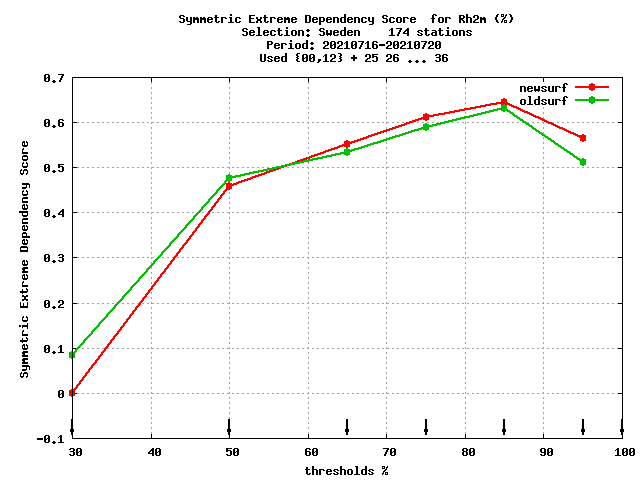 Symmetric Extreme Dependency Score  for Rh2m (%)
Selection: Sweden    174 stations
Period: 20210716-20210720
Used {00,12} + 25 26 ... 36
newsurf
oldsurf
Symmetric Extreme Dependency Score
0.7
0.6
0.5
0.4
0.3
0.2
0.1
0
-0.1
30 40 50 60 70 80 90 100
thresholds %